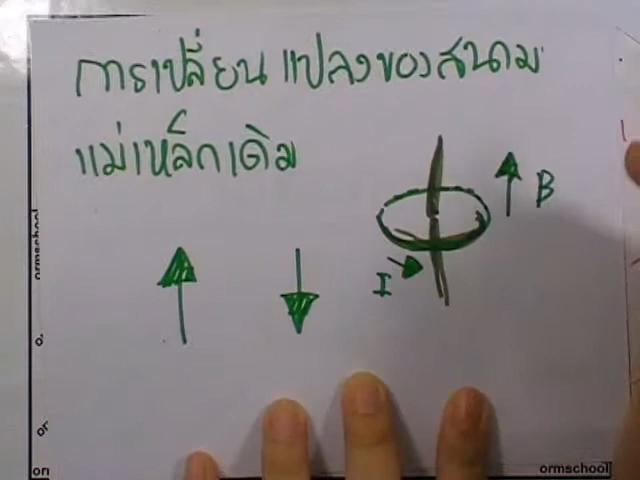 การเปลี่ยนแปลงของสนาม
แม่เหล็กเดิม
B
I
ormschool
or
ormschool